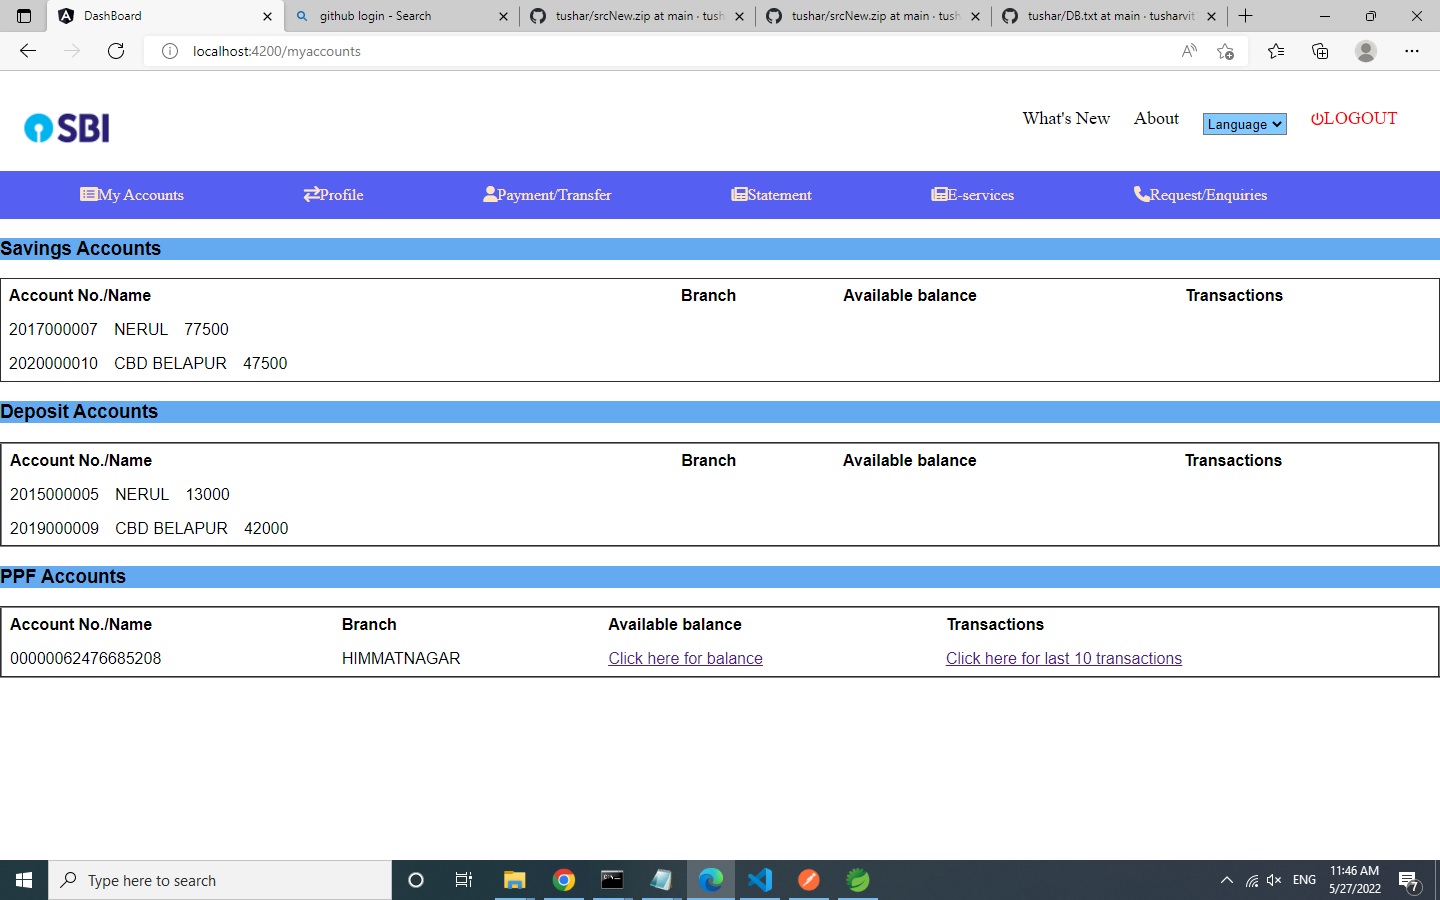 DashBoard
github login - Search
tushar/srcNew.zip at main · tush
tushar/srcNew.zip at main · tush
tushar/DB.txt at main · tusharvit
localhost:4200/myaccounts
SBI
What's New About Language LOGOUT
My Accounts Profile Payment/Transfer Statement E-services Request/Enquiries
Savings Accounts
Account No./Name Branch Available balance Transactions
2017000007 NERUL 77500
2020000010 CBD BELAPUR 47500
Deposit Accounts
Account No./Name Branch Available balance Transactions
2015000005 NERUL 13000
2019000009 CBD BELAPUR 42000
PPF Accounts
Account No./Name Branch Available balance Transactions
00000062476685208 HIMMATNAGAR Click here for balance Click here for last 10 transactions
Type here to search
ENG
11:46 AM
5/27/2022
7